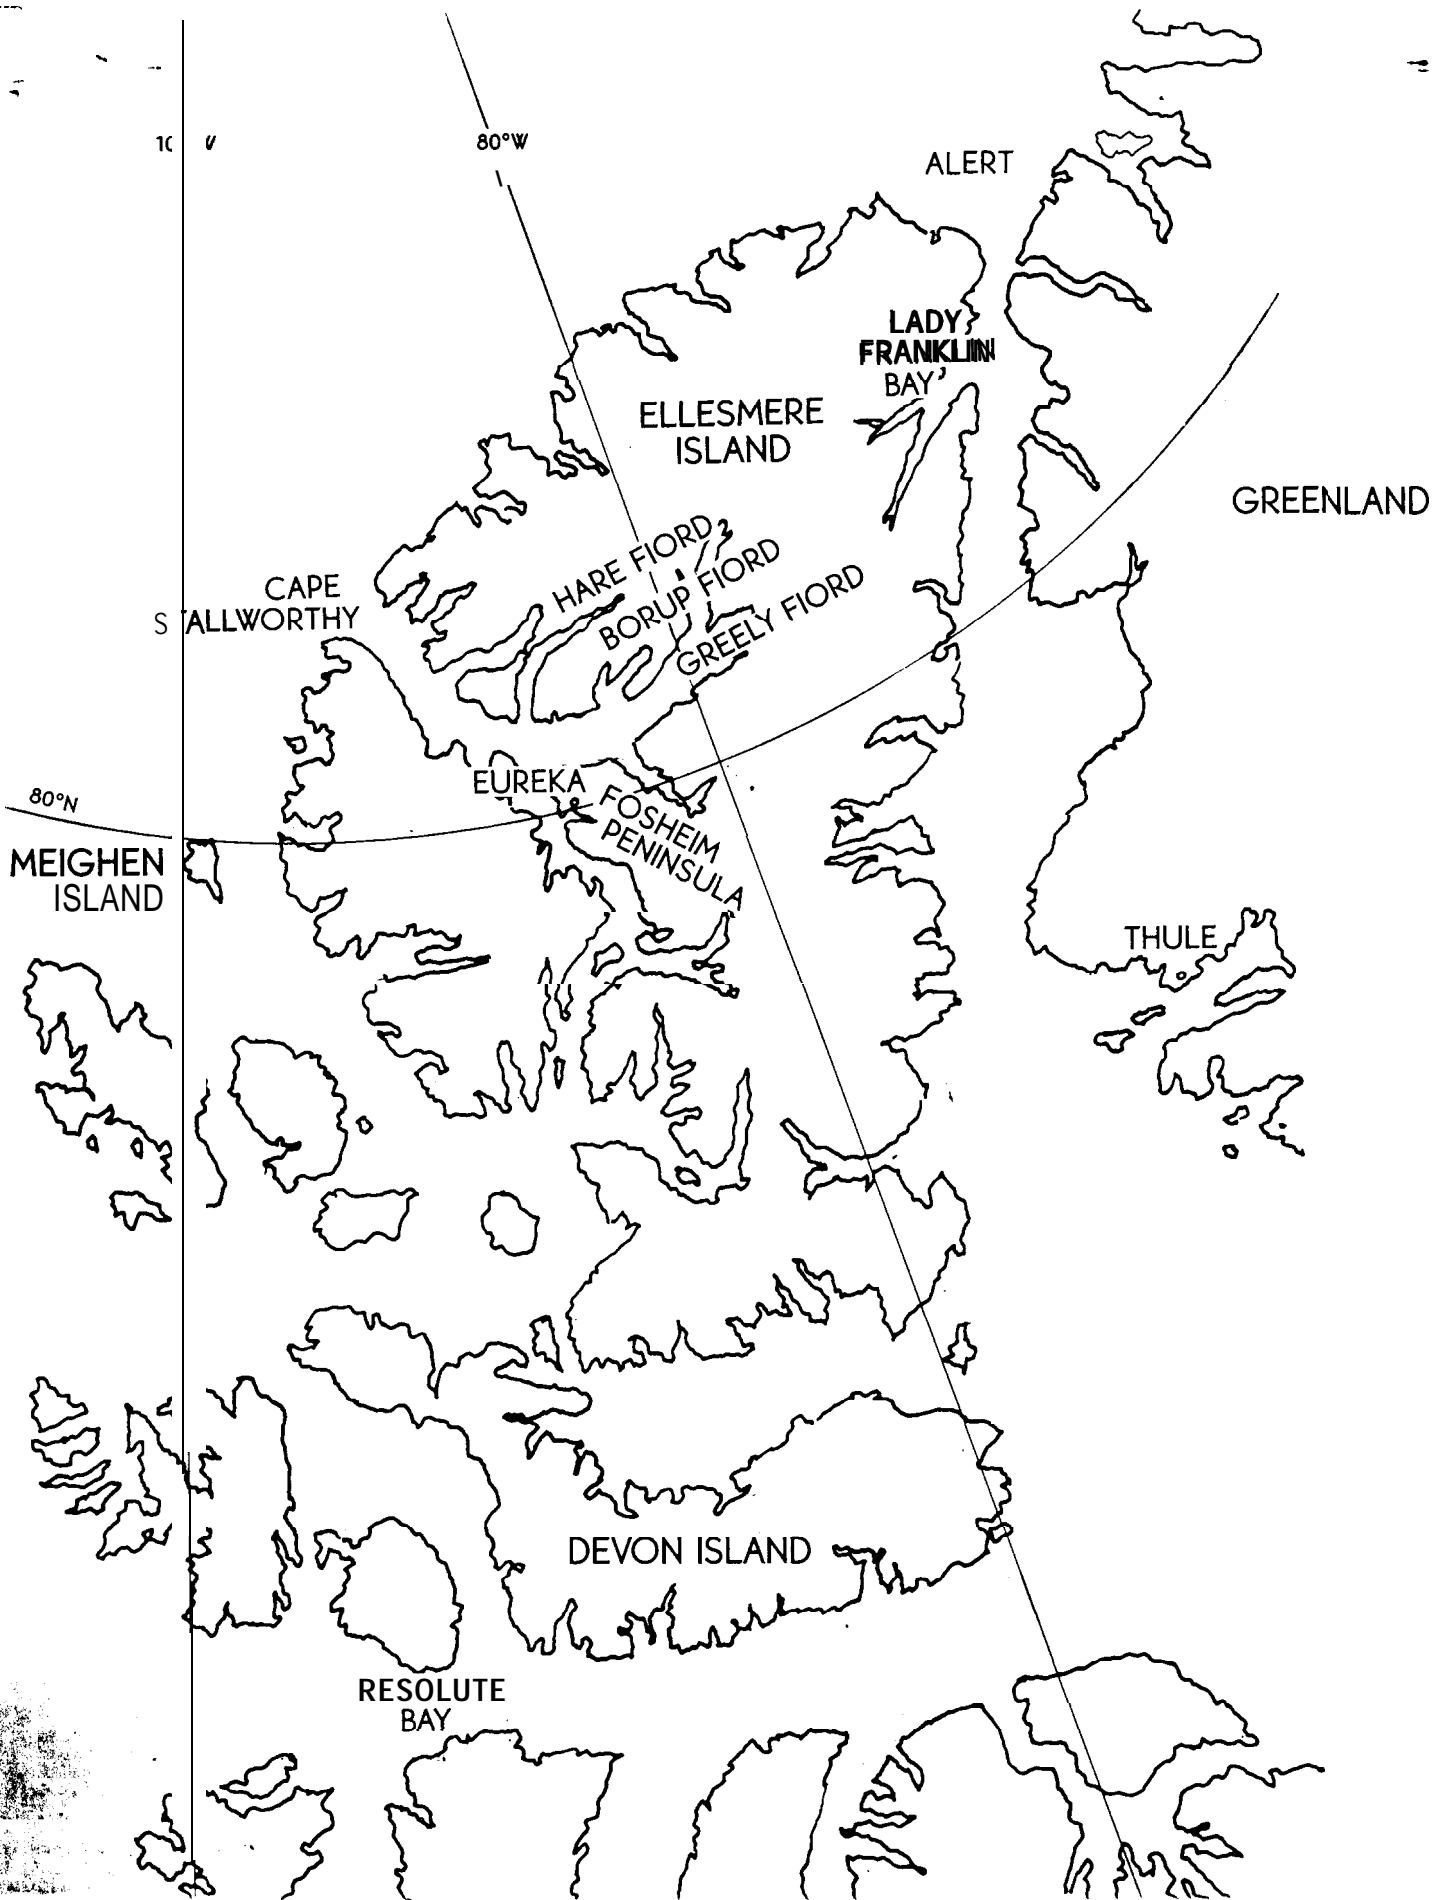 80°W
ALERT
LADY
FRANKLIN
BAY
ELLESMERE
ISLAND
GREENLAND
HARE FIORD
BORUP FIORD
GREELY FIORD
CAPE
STALLWORTHY
EUREKA
FOSHEIM
PENINSULA
80°N
MEIGHEN
ISLAND
THULE
DEVON ISLAND
RESOLUTE
BAY